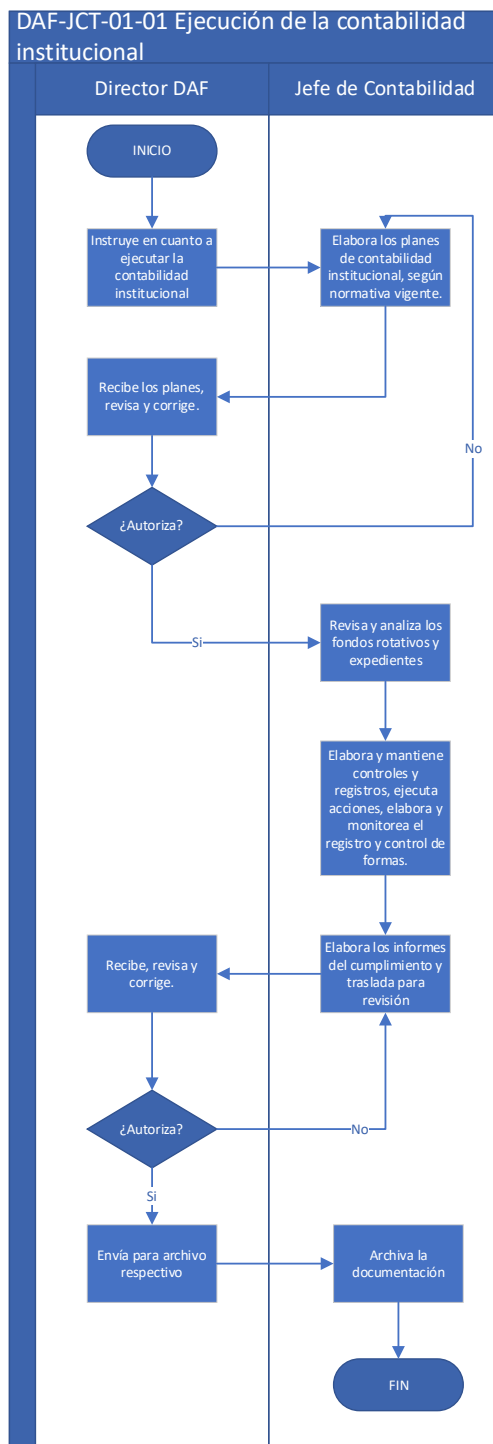 DAF-JCT-01-01 Ejecución de la contabilidad
institucional
Director DAF
Jefe de Contabilidad
INICIO
Instruye en cuanto a
ejecutar la
contabilidad
institucional
Elabora los planes
de contabilidad
institucional, según
normativa vigente.
Recibe los planes,
revisa y corrige.
No
¿Autoriza?
Si
Revisa y analiza los
fondos rotativos y
expedientes
Elabora y mantiene
controles y
registros, ejecuta
acciones, elabora y
monitorea el
registro y control de
formas.
Elabora los informes
del cumplimiento y
traslada para
revisión
Recibe, revisa y
corrige.
¿Autoriza?
No
Si
Envía para archivo
respectivo
Archiva la
documentación
FIN